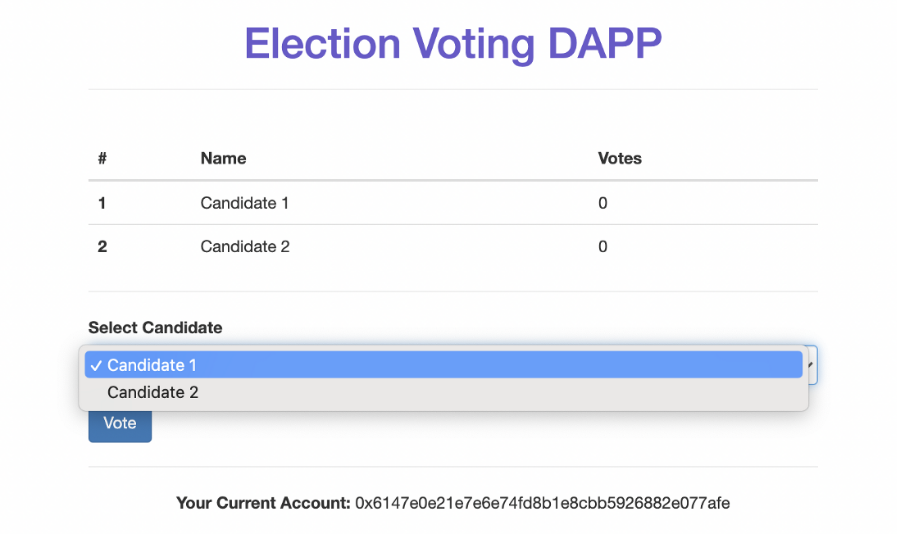 Election Voting DAPP
# Name Votes
1 Candidate 1 0
2 Candidate 2 0
Select Candidate
✓ Candidate 1
Candidate 2
Vote
Your Current Account: 0x6147e0e21e7e6e74fd8b1e8cbb5926882e077afe